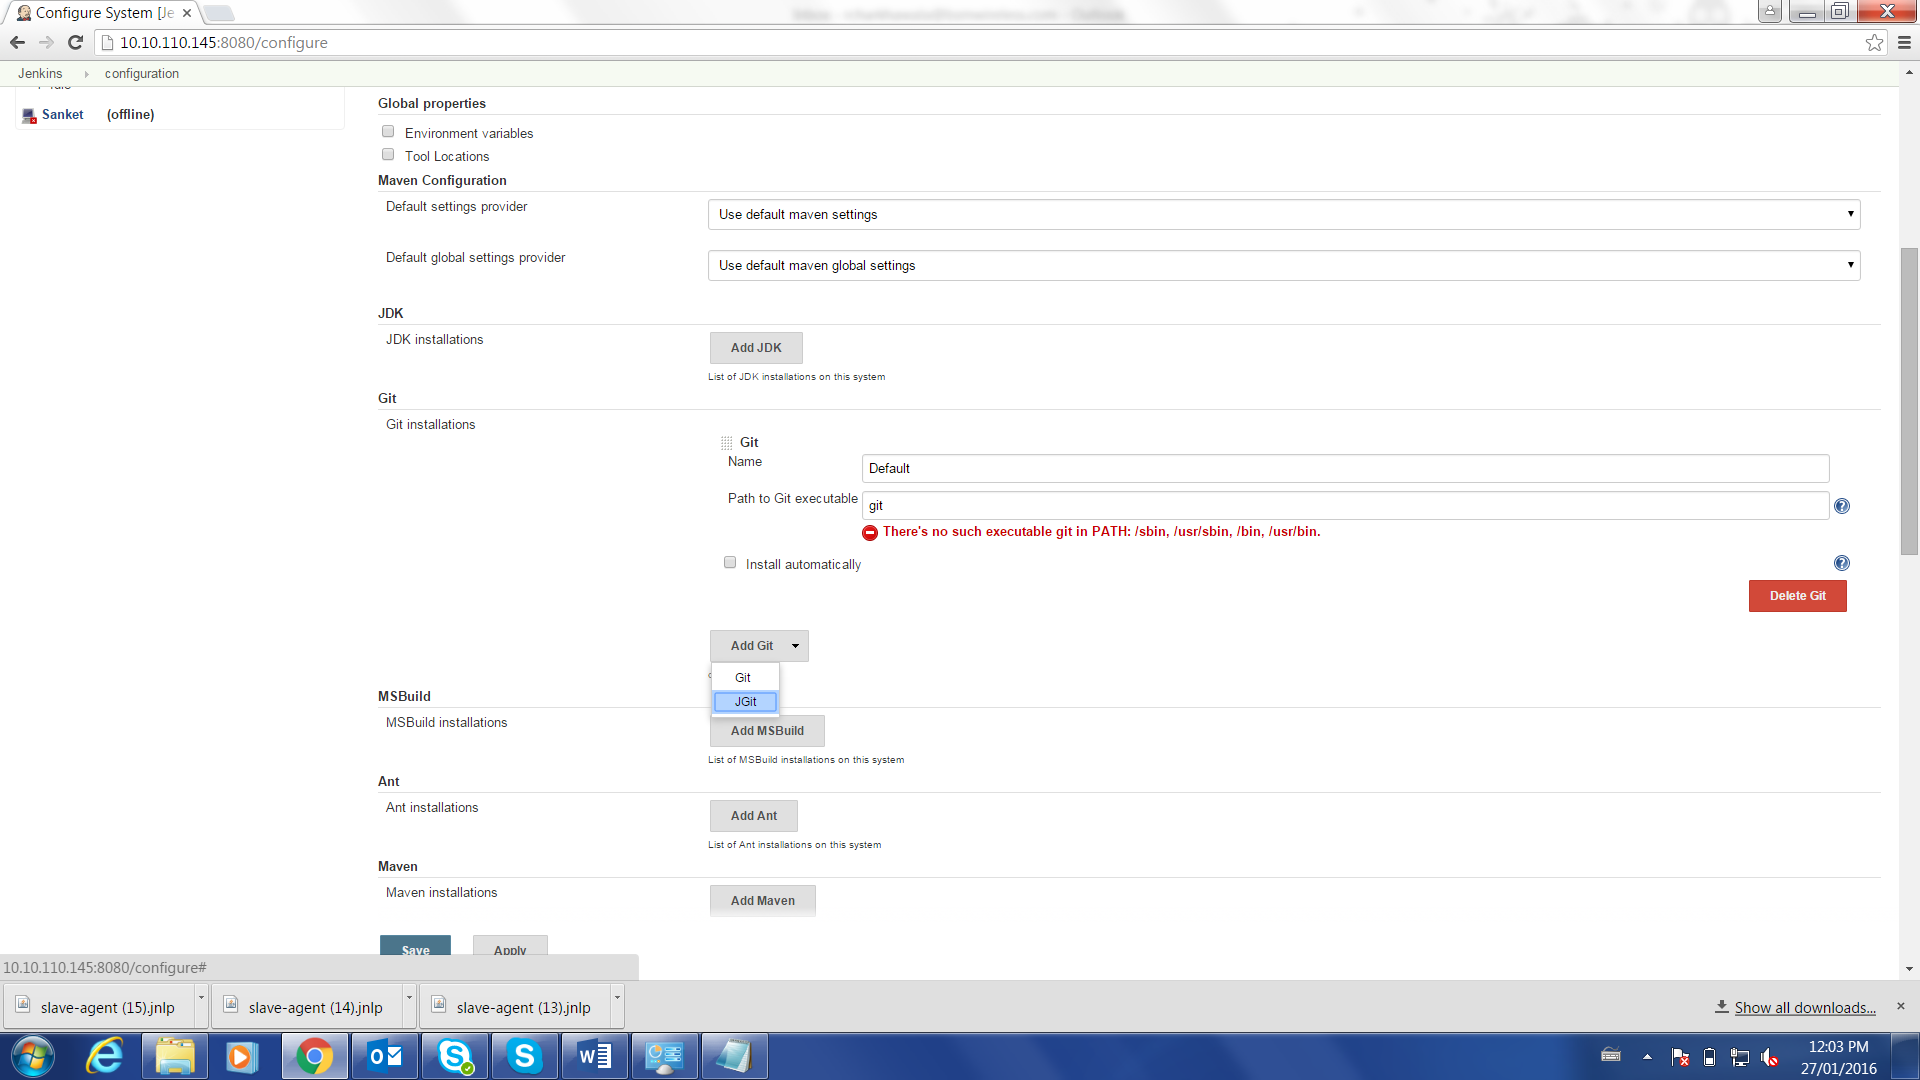 Configure System [Je
10.10.110.145:8080/configure
Jenkins
configuration
Sanket (offline)
Global properties
Environment variables
Tool Locations
Maven Configuration
Default settings provider
Use default maven settings
Default global settings provider
Use default maven global settings
JDK
JDK installations
Add JDK
List of JDK installations on this system
Git
Git installations
Git
Name
Default
Path to Git executable
git
There's no such executable git in PATH: /sbin, /usr/sbin, /bin, /usr/bin.
Install automatically
Delete Git
Add Git
Git
JGit
MSBuild
MSBuild installations
Add MSBuild
List of MSBuild installations on this system
Ant
Ant installations
Add Ant
List of Ant installations on this system
Maven
Maven installations
Add Maven
Save
Apply
10.10.110.145:8080/configure#
slave-agent (15).jnlp
slave-agent (14).jnlp
slave-agent (13).jnlp
Show all downloads...
12:03 PM
27/01/2016